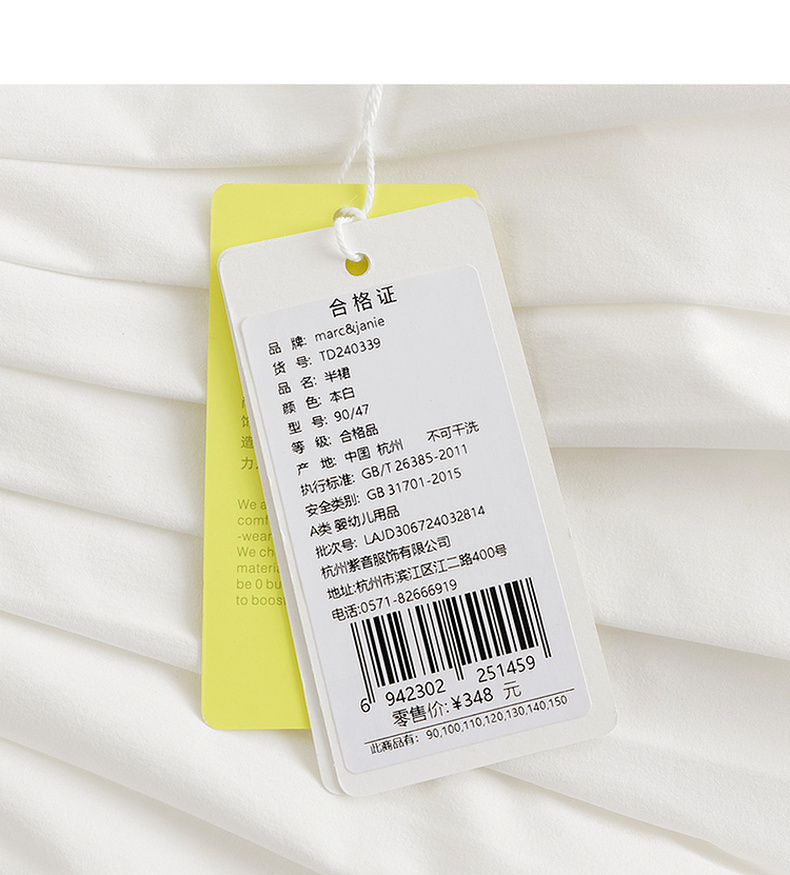 合格证
品 牌: marc&janie
货 号: TD240339
品 名: 半裙
颜 色: 本白
型 号: 90/47
等 级: 合格品
产 地: 中国 杭州 不可干洗
执行标准: GB/T 26385-2011
安全类别: GB 31701-2015
A类 婴幼儿用品
批次号: LAJD306724032814
杭州紫音服饰有限公司
地址:杭州市滨江区江二路400号
电话:0571-82666919
6 942302 251459
零售价:¥348 元
此商品有: 90,100,110,120,130,140,150
造
力
We a
comf
-wear
We ch
materia
be 0 bu
to boos